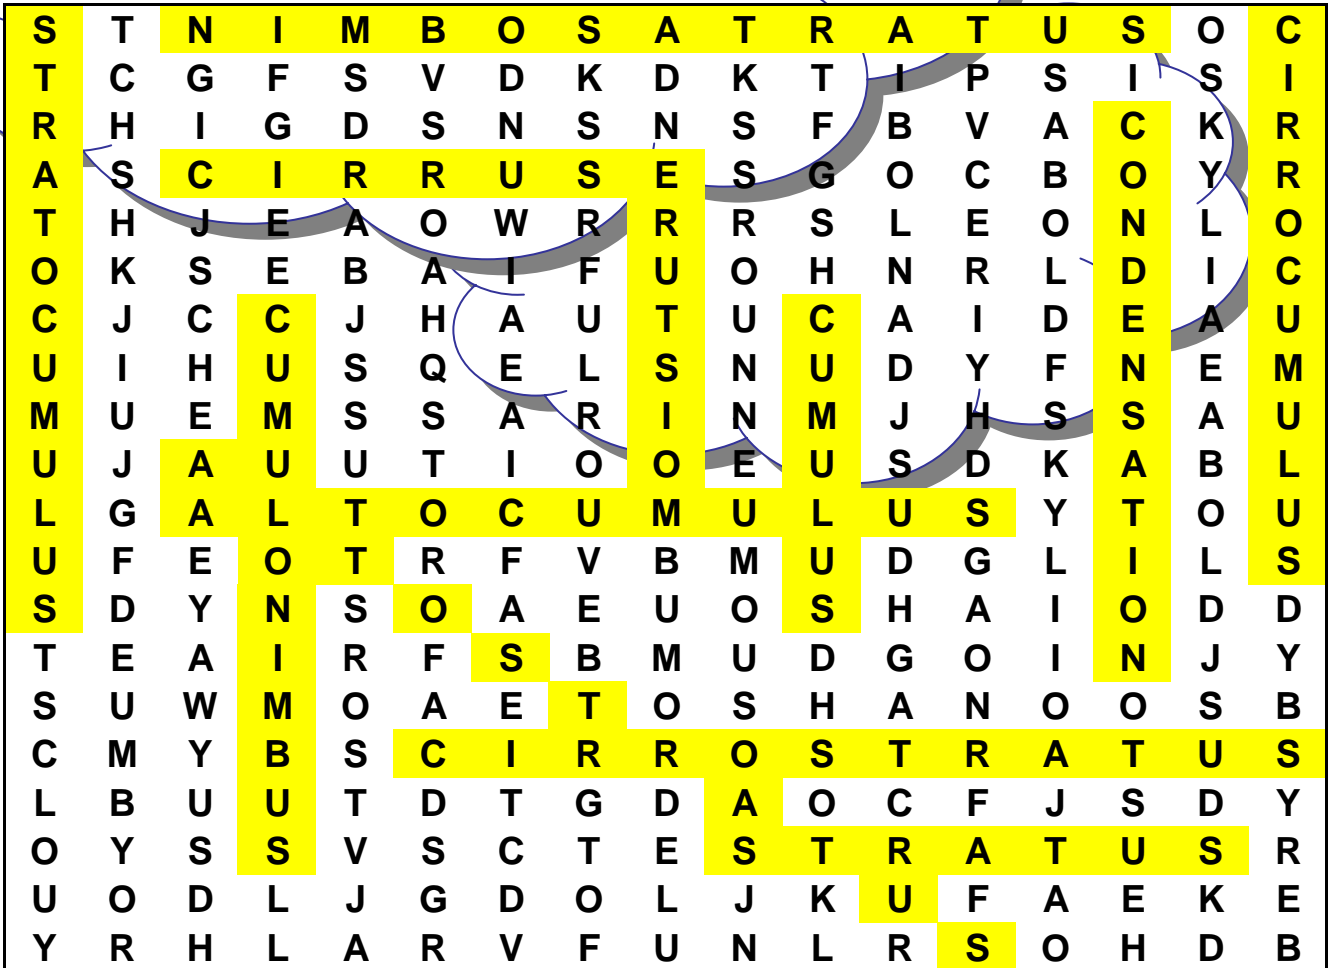 S T N I M B O S A T R A T U S O C
T C G F S V D K D K T I P S I S I
R H I G D S N S N S F B V A C K R
A S C I R R U S E S G O C B O Y R
T H J E A O W R R R S L E O N L O
O K S E B A I F U O H N R L D I C
C J C C J H A U T U C A I D E A U
U I H U S Q E L S N U D Y F N E M
M U E M S S A R I N M J H S S A U
U J A U U T I O O E U S D K A B L
L G A L T O C U M U L U S Y T O U
U F E O T R F V B M U D G L I L S
S D Y N S O A E U O S H A I O D D
T E A I R F S B M U D G O I N J Y
S U W M O A E T O S H A N O O S B
C M Y B S C I R R O S T R A T U S
L B U U T D T G D A O C F J S D Y
O Y S S V S C T E S T R A T U S R
U O D L J G D O L J K U F A E K E
Y R H L A R V F U N L R S O H D B